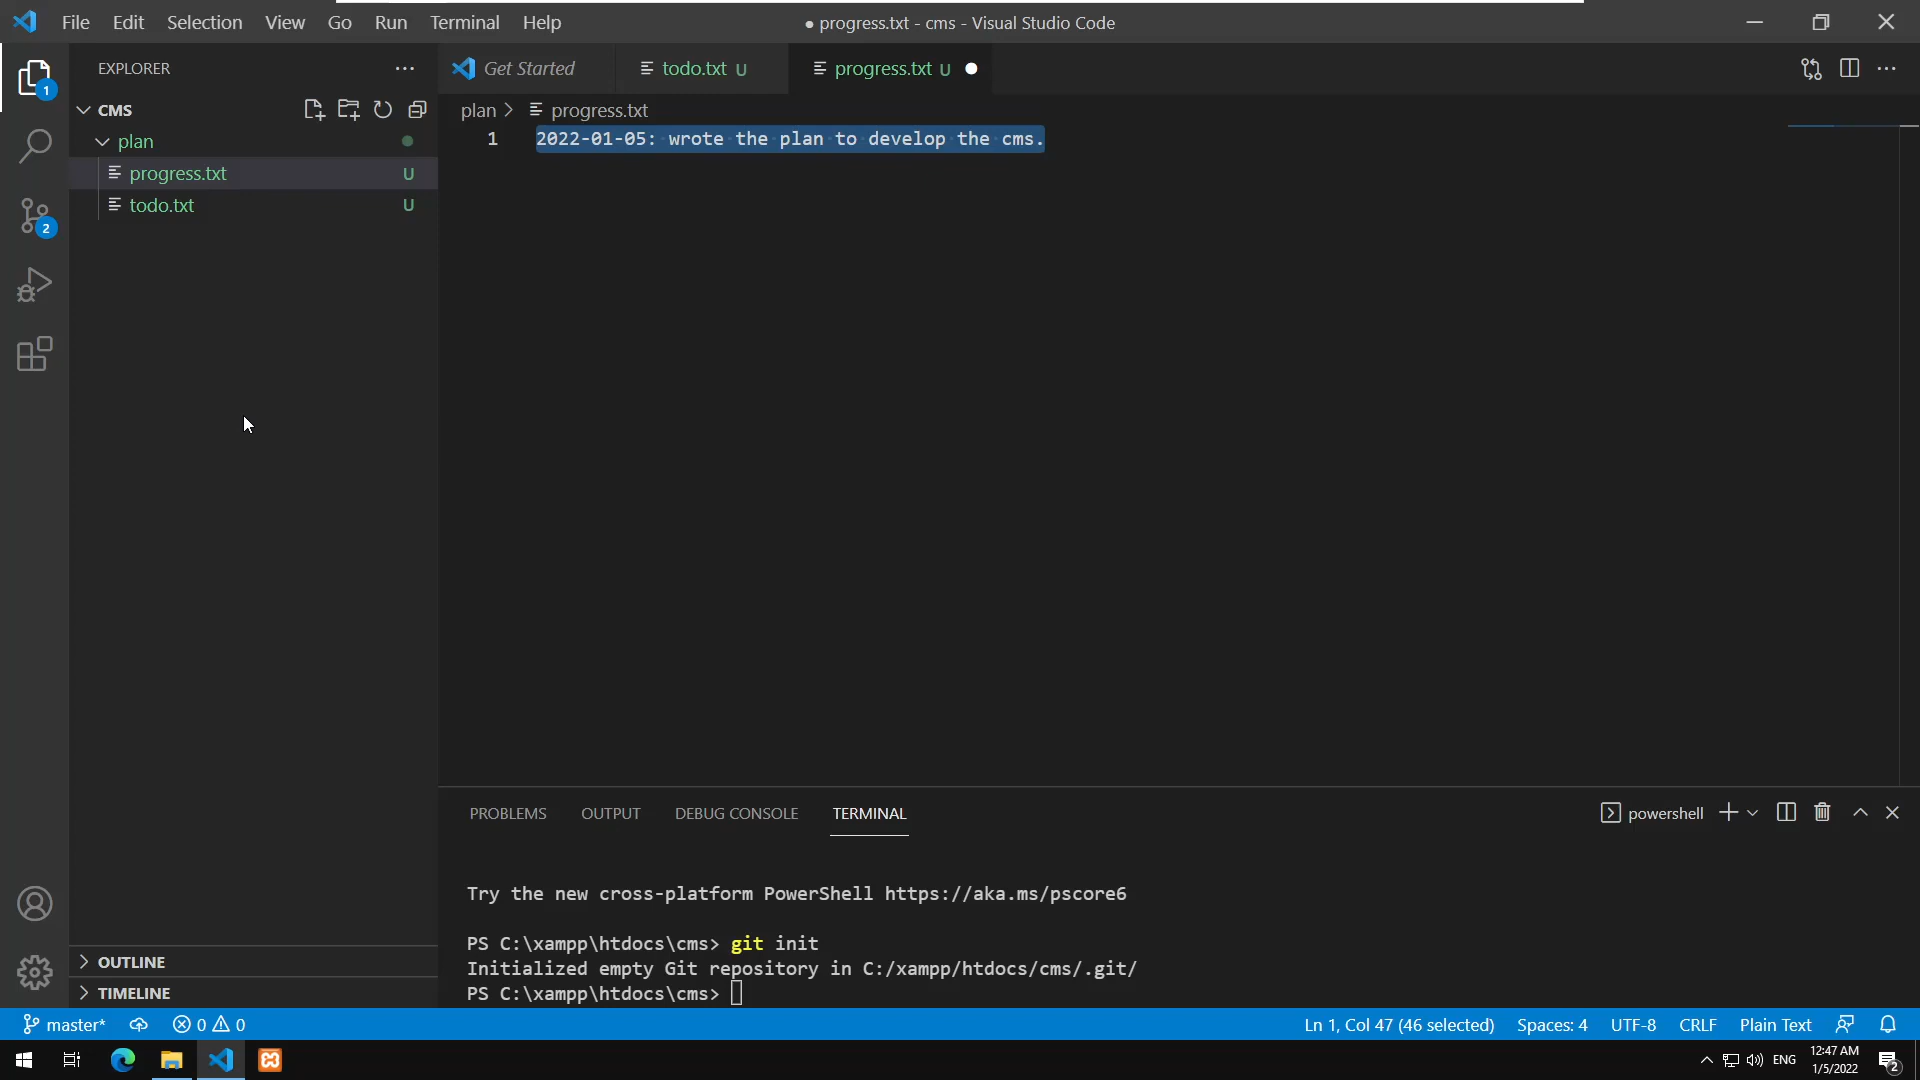 File Edit Selection View Go Run Terminal Help
● progress.txt - cms - Visual Studio Code
EXPLORER
Get Started
todo.txt U
progress.txt U
1
CMS
plan > progress.txt
1 2022-01-05: wrote the plan to develop the cms.
plan
progress.txt U
todo.txt U
2
PROBLEMS OUTPUT DEBUG CONSOLE TERMINAL
powershell
Try the new cross-platform PowerShell https://aka.ms/pscore6
PS C:\xampp\htdocs\cms> git init
Initialized empty Git repository in C:/xampp/htdocs/cms/.git/
PS C:\xampp\htdocs\cms>
OUTLINE
TIMELINE
master* 0 0 Ln 1, Col 47 (46 selected) Spaces: 4 UTF-8 CRLF Plain Text
ENG
12:47 AM
1/5/2022
2